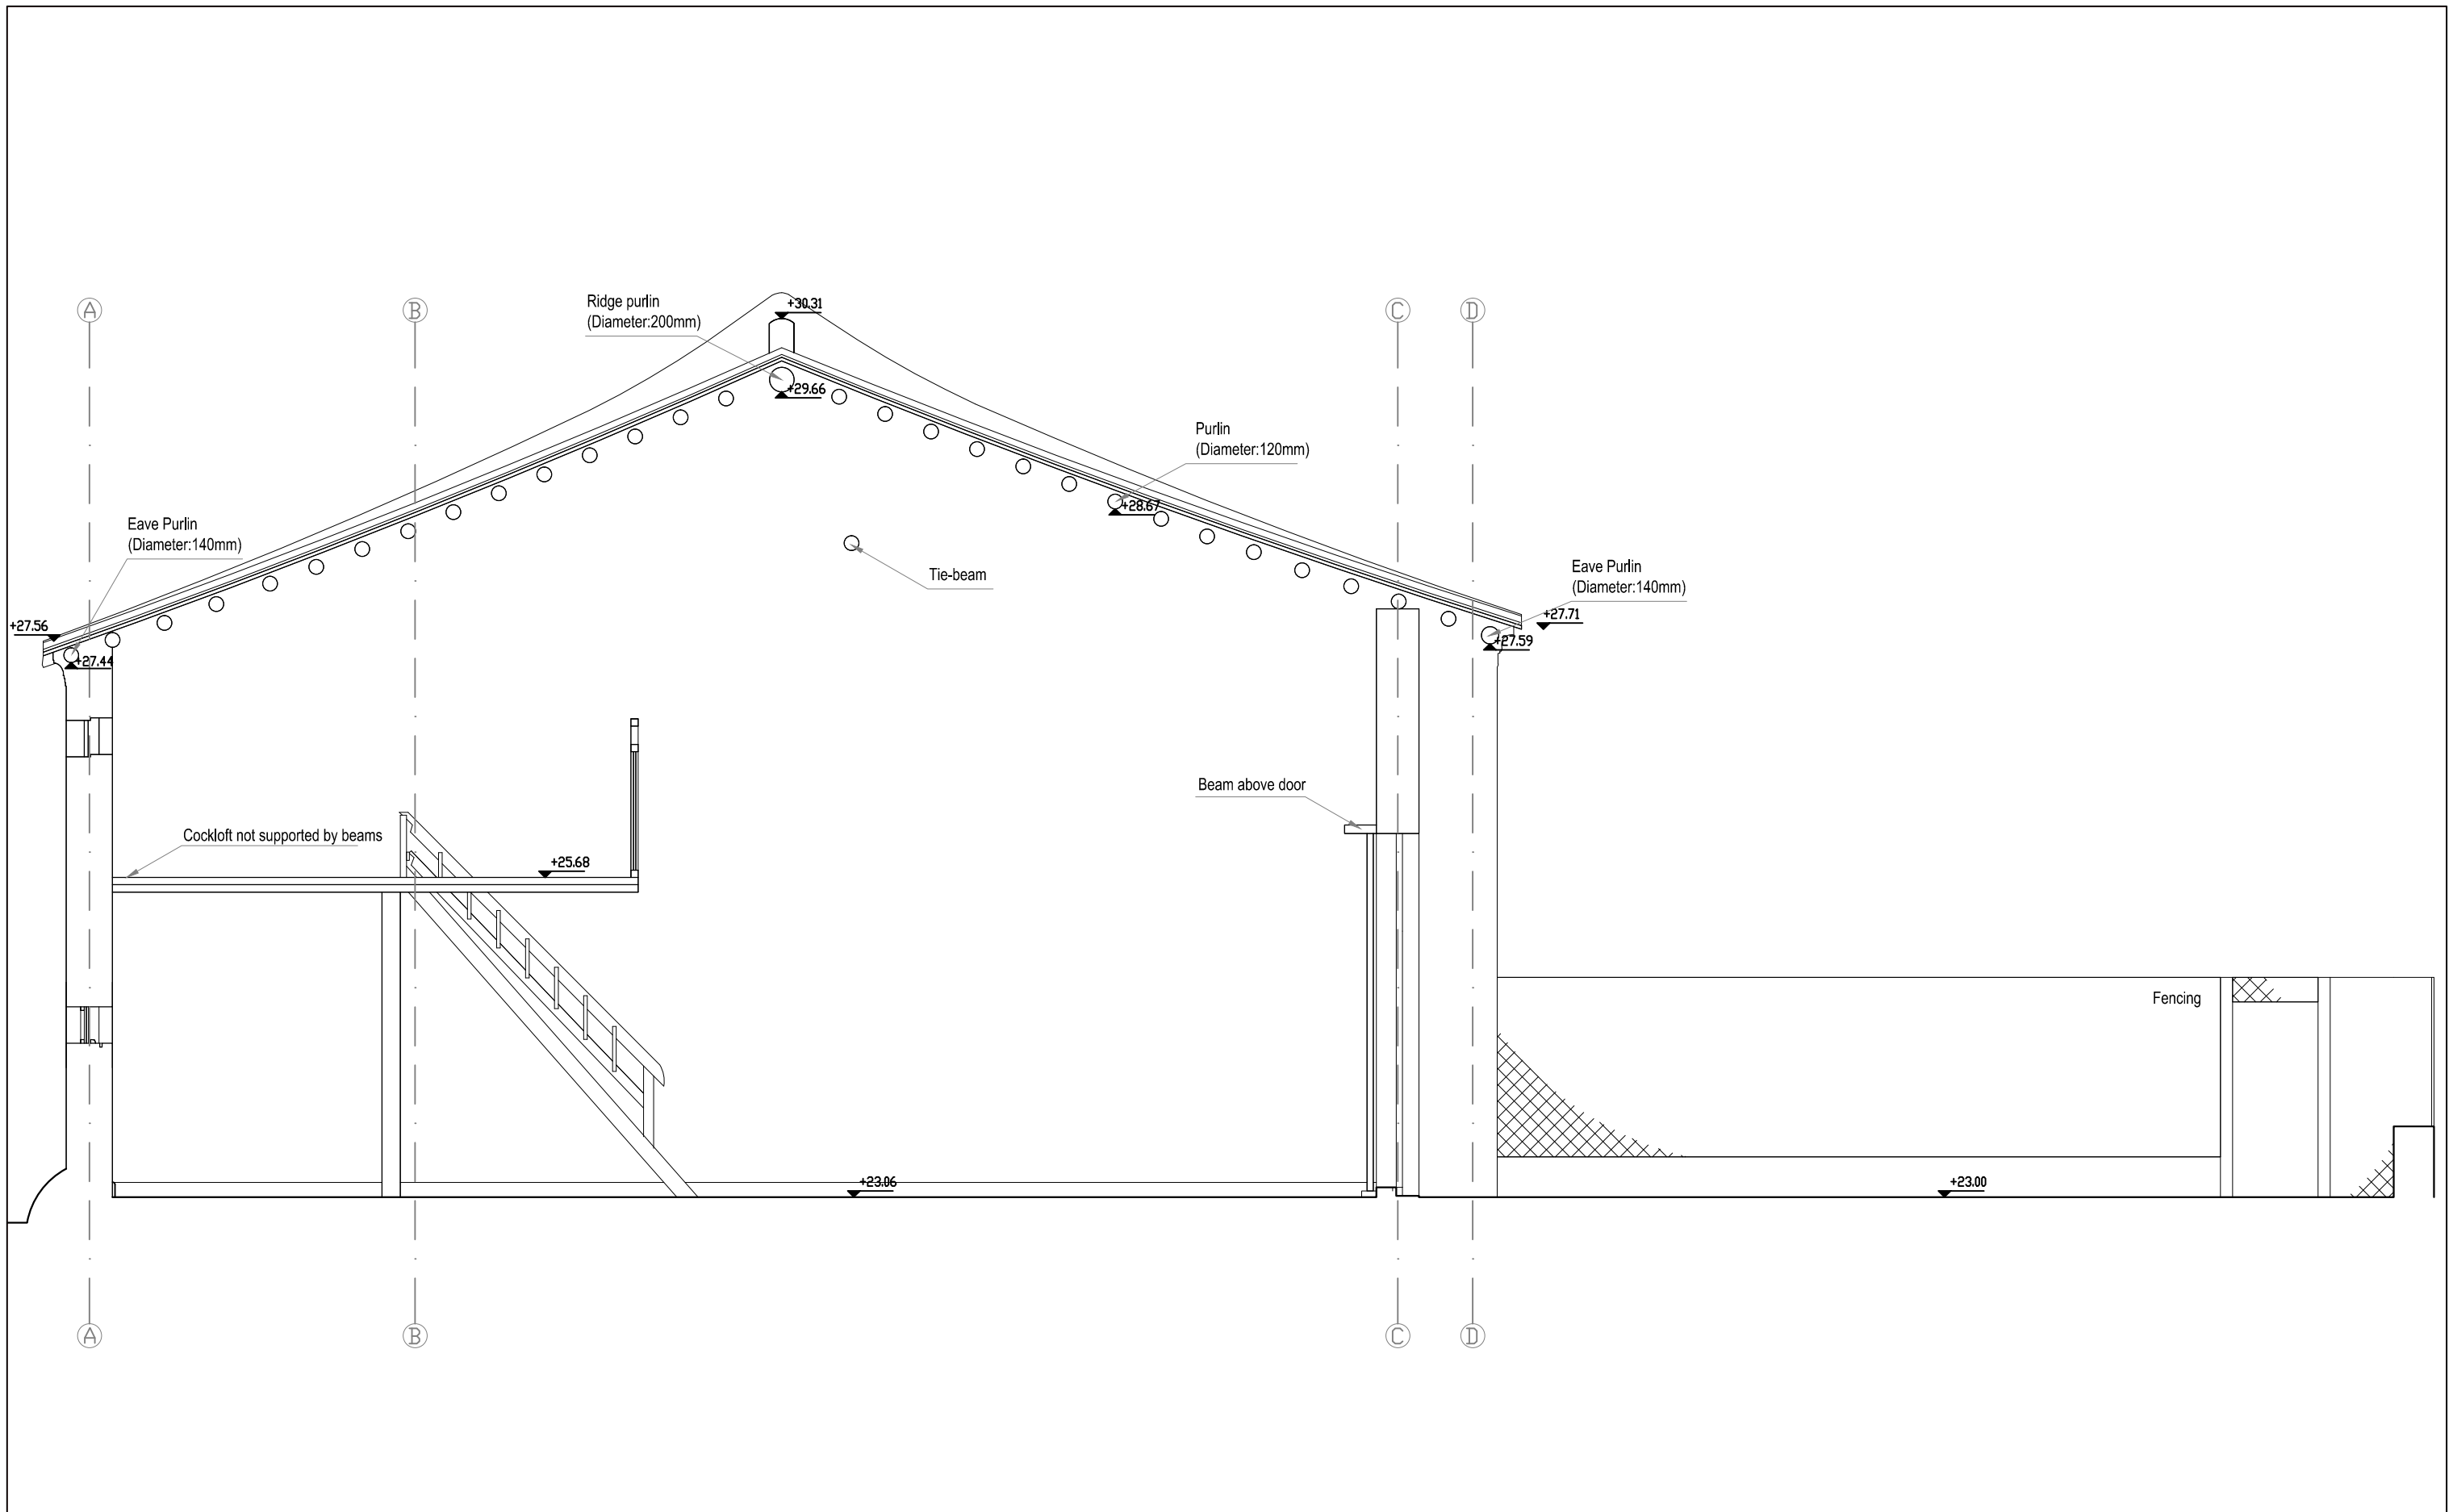 A
B
C
D
Ridge purlin
(Diameter:200mm)
+30.31
+29.66
Purlin
(Diameter:120mm)
+28.67
Eave Purlin
(Diameter:140mm)
Tie-beam
Eave Purlin
(Diameter:140mm)
+27.56
+27.71
+27.44
+27.59
Beam above door
Cockloft not supported by beams
+25.68
Fencing
+23.06
+23.00
A
B
C
D